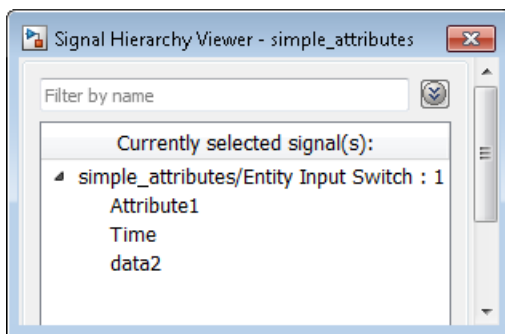 Signal Hierarchy Viewer - simple_attributes
Filter by name
Currently selected signal(s):
simple_attributes/Entity Input Switch : 1
Attribute1
Time
data2